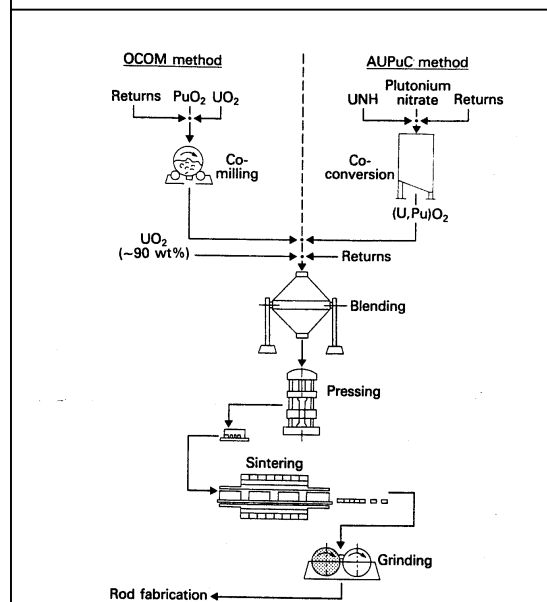 OCOM method
AUPuC method
Returns PuO₂ UO₂
UNH Plutonium nitrate Returns
Co-
milling
Co-
conversion
(U,Pu)O₂
UO₂
(~90 wt%)
Returns
Blending
Pressing
Sintering
Grinding
Rod fabrication